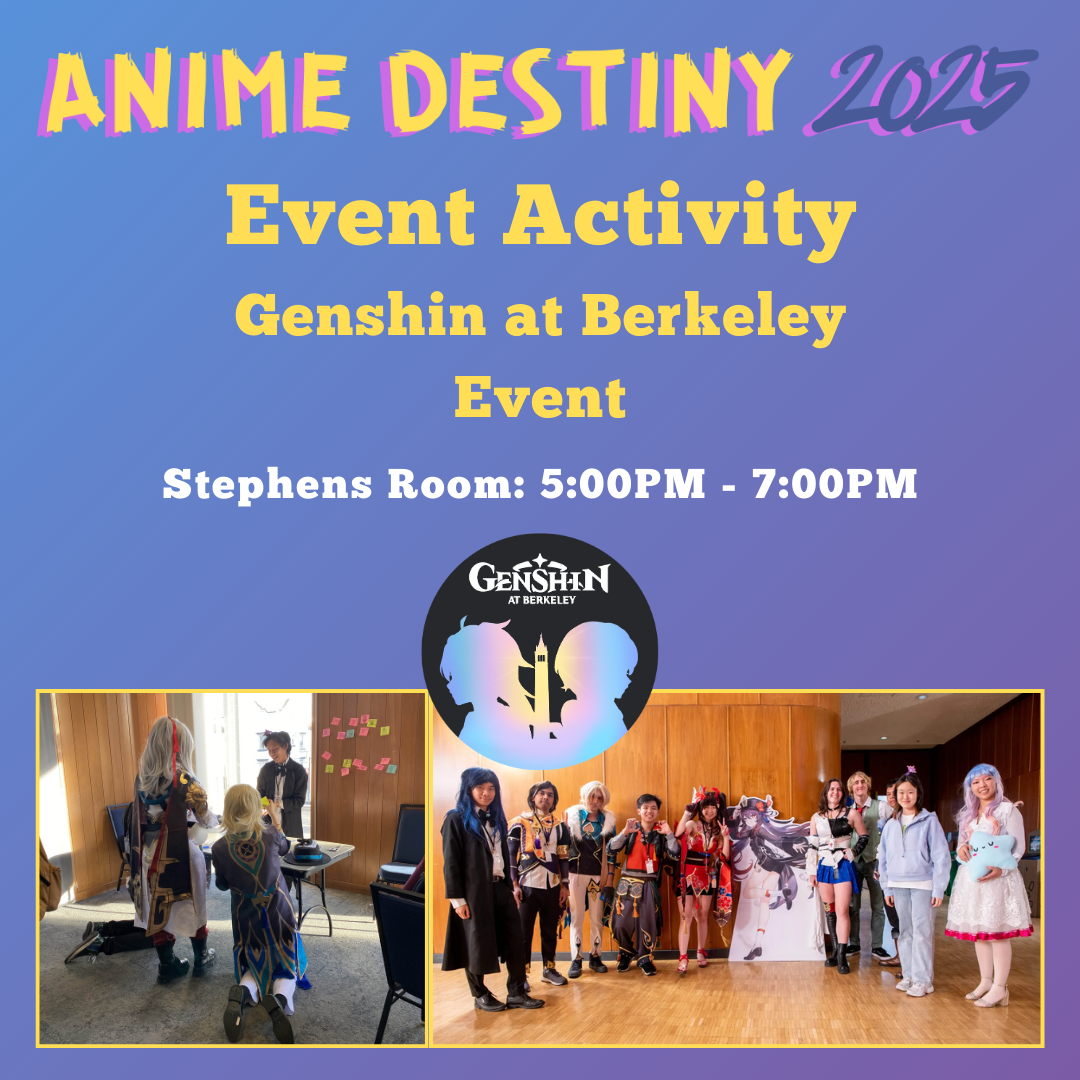 ANIME DESTINY 2025
Event Activity
Genshin at Berkeley
Event
Stephens Room: 5:00PM - 7:00PM
GENSHIN
AT BERKELEY